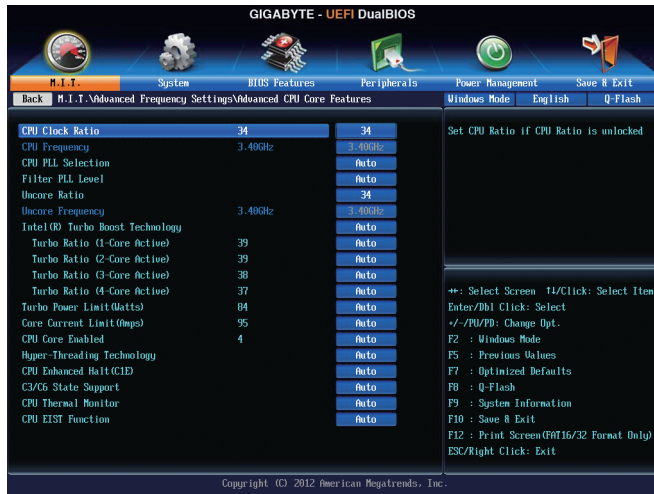 GIGABYTE - UEFI DualBIOS
M.I.T. System BIOS Features Peripherals Power Management Save & Exit
Back M.I.T.\Advanced Frequency Settings\Advanced CPU Core Features Windows Mode English Q-Flash
CPU Clock Ratio 34 34
Set CPU Ratio if CPU Ratio is unlocked
CPU Frequency 3.40GHz 3.40GHz
CPU PLL Selection Auto
Filter PLL Level Auto
Uncore Ratio 34
Uncore Frequency 3.40GHz 3.40GHz
Intel(R) Turbo Boost Technology Auto
Turbo Ratio (1-Core Active) 39 Auto
Turbo Ratio (2-Core Active) 39 Auto
Turbo Ratio (3-Core Active) 38 Auto
Turbo Ratio (4-Core Active) 37 Auto
Turbo Power Limit(Watts) 84 Auto
Core Current Limit(Amps) 95 Auto
CPU Core Enabled 4 Auto
Hyper-Threading Technology Auto
CPU Enhanced Halt(C1E) Auto
C3/C6 State Support Auto
CPU Thermal Monitor Auto
CPU EIST Function Auto
→←: Select Screen ↑↓/Click: Select Item
Enter/Dbl Click: Select
+/-/PU/PD: Change Opt.
F2 : Windows Mode
F5 : Previous Values
F7 : Optimized Defaults
F8 : Q-Flash
F9 : System Information
F10 : Save & Exit
F12 : Print Screen(FAT16/32 Format Only)
ESC/Right Click: Exit
Copyright (C) 2012 American Megatrends, Inc.